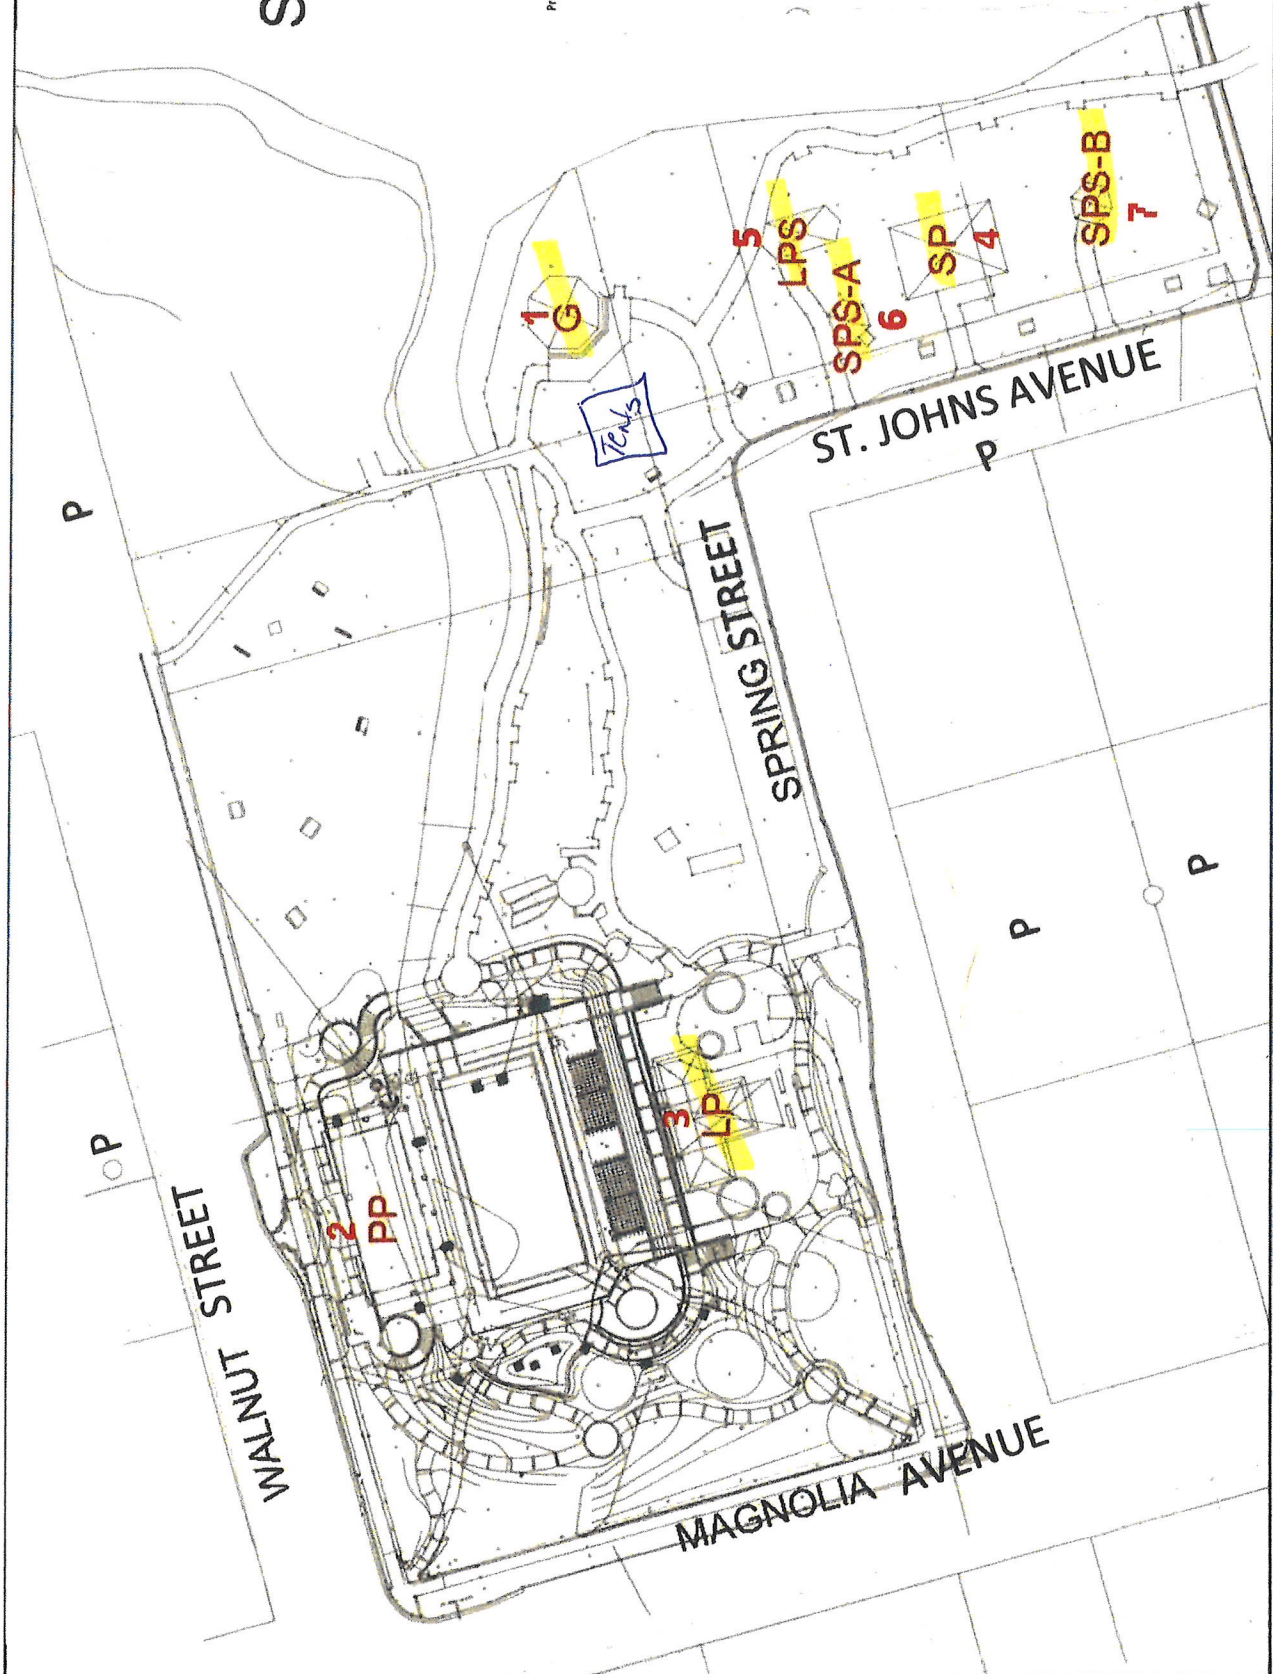 S
Pr
P
1
G
5
LPS
SPS-A
6
SP
4
SPS-B
7
Tents
ST. JOHNS AVENUE
P
SPRING STREET
P
WALNUT STREET
2
PP
3
LP
P
P
MAGNOLIA AVENUE